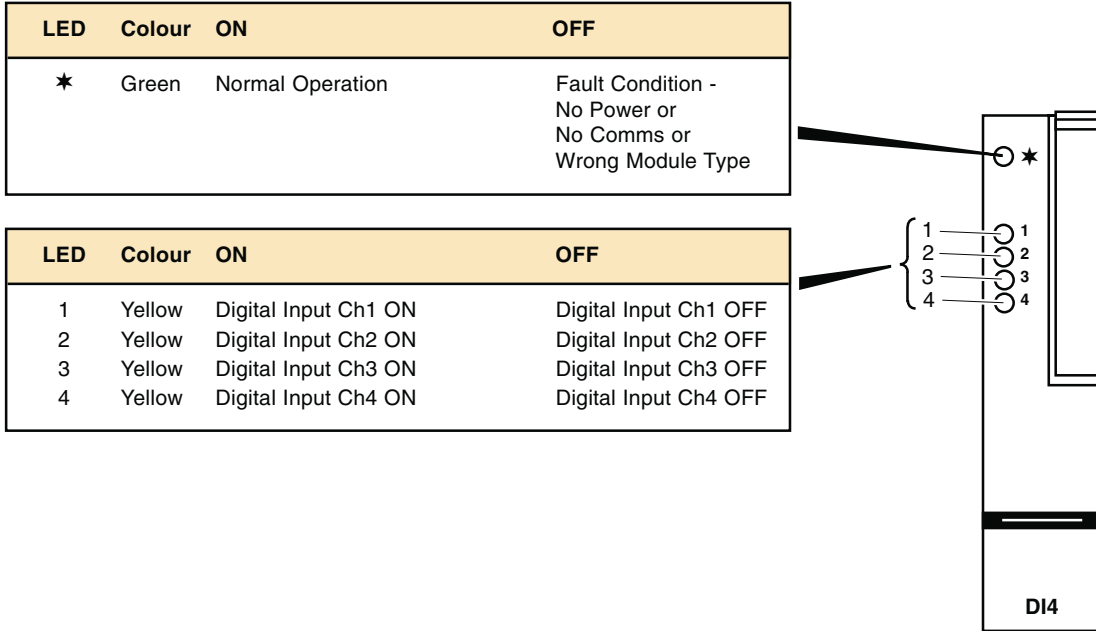 LED Colour ON OFF
✶ Green Normal Operation Fault Condition -
No Power or
No Comms or
Wrong Module Type
✶
LED Colour ON OFF
1 Yellow Digital Input Ch1 ON Digital Input Ch1 OFF
2 Yellow Digital Input Ch2 ON Digital Input Ch2 OFF
3 Yellow Digital Input Ch3 ON Digital Input Ch3 OFF
4 Yellow Digital Input Ch4 ON Digital Input Ch4 OFF
1 1
2 2
3 3
4 4
DI4